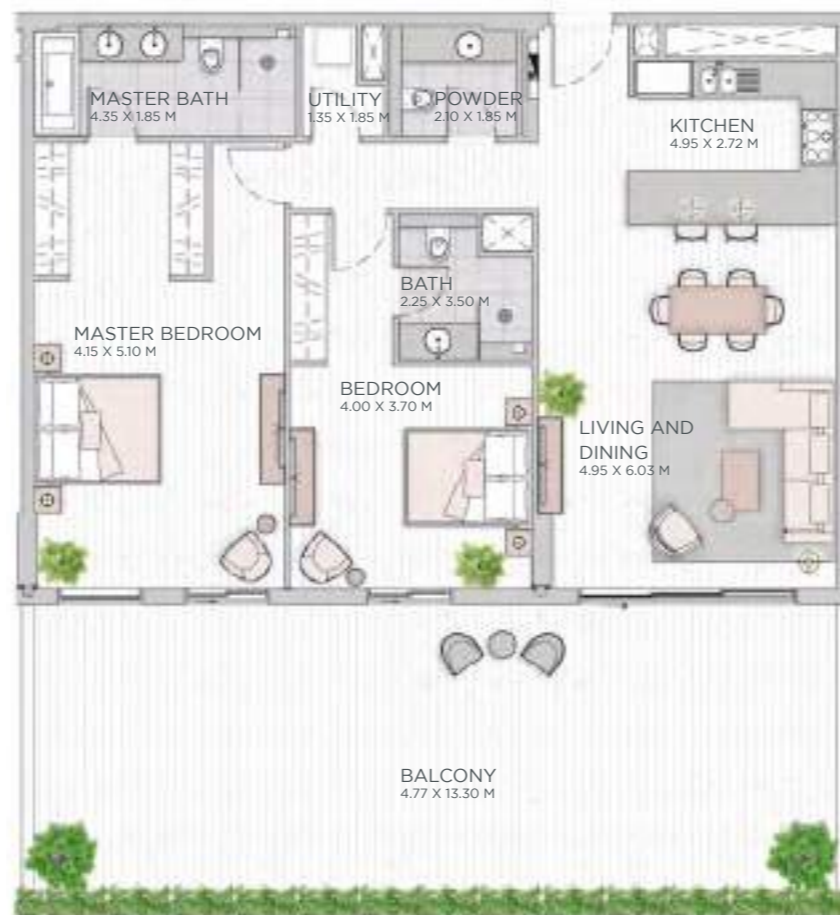 MASTER BATH
4.35 X 1.85 M
UTILITY
1.35 X 1.85 M
POWDER
2.10 X 1.85 M
KITCHEN
4.95 X 2.72 M
BATH
2.25 X 3.50 M
MASTER BEDROOM
4.15 X 5.10 M
BEDROOM
4.00 X 3.70 M
LIVING AND
DINING
4.95 X 6.03 M
BALCONY
4.77 X 13.30 M